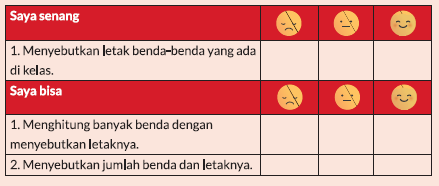 Saya senang
1. Menyebutkan letak benda-benda yang ada
di kelas.
Saya bisa
1. Menghitung banyak benda dengan
menyebutkan letaknya.
2. Menyebutkan jumlah benda dan letaknya.